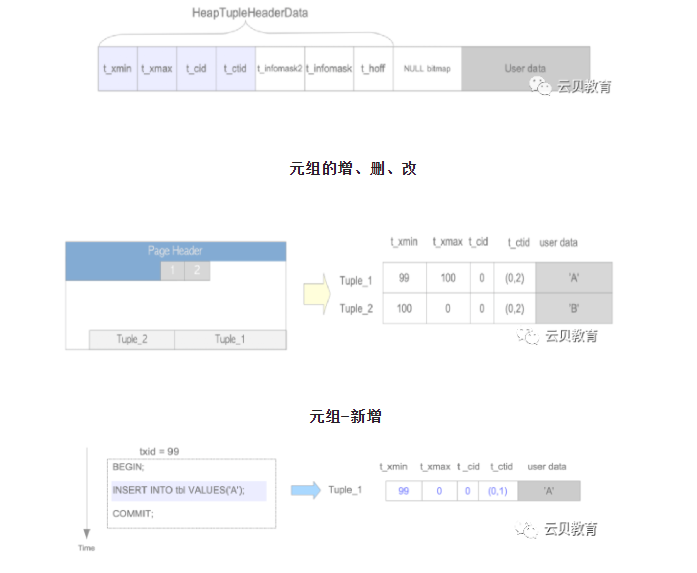 HeapTupleHeaderData
t_xmin t_xmax t_cid t_ctid t_infomask2 t_infomask t_hoff NULL bitmap User data
云贝教育
元组的增、删、改
t_xmin t_xmax t_cid t_ctid user data
Page Header
1 2
Tuple_1 99 100 0 (0,2) 'A'
Tuple_2 100 0 0 (0,2) 'B'
Tuple_2 Tuple_1
云贝教育
元组-新增
txid = 99
BEGIN;
t_xmin t_xmax t _cid t_ctid user data
INSERT INTO tbl VALUES('A');
Tuple_1 99 0 0 (0,1) 'A'
COMMIT;
云贝教育
Time